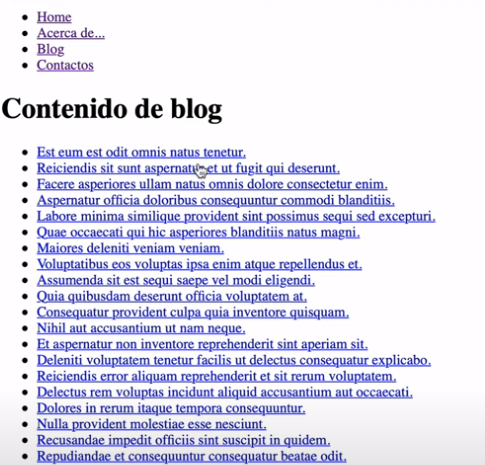 Home
Acerca de...
Blog
Contactos
Contenido de blog
Est eum est odit omnis natus tenetur.
Reiciendis sit sunt aspernatur et ut fugit qui deserunt.
Facere asperiores ullam natus omnis dolore consectetur enim.
Aspernatur officia doloribus consequuntur commodi blanditiis.
Labore minima similique provident sint possimus sequi sed excepturi.
Quae occaecati qui hic asperiores blanditiis natus magni.
Maiores deleniti veniam veniam.
Voluptatibus eos voluptas ipsa enim atque repellendus et.
Assumenda sit est sequi saepe vel modi eligendi.
Quia quibusdam deserunt officia voluptatem at.
Consequatur provident culpa quia inventore quisquam.
Nihil aut accusantium ut nam neque.
Et aspernatur non inventore reprehenderit sint aperiam sit.
Deleniti voluptatem tenetur facilis ut delectus consequatur explicabo.
Reiciendis error aliquam reprehenderit et sit rerum voluptatem.
Delectus rem voluptas incidunt aliquid accusantium aut occaecati.
Dolores in rerum itaque tempora consequuntur.
Nulla provident molestiae esse nesciunt.
Recusandae impedit officiis sint suscipit in quidem.
Repudiandae et consequuntur consequatur beatae odit.